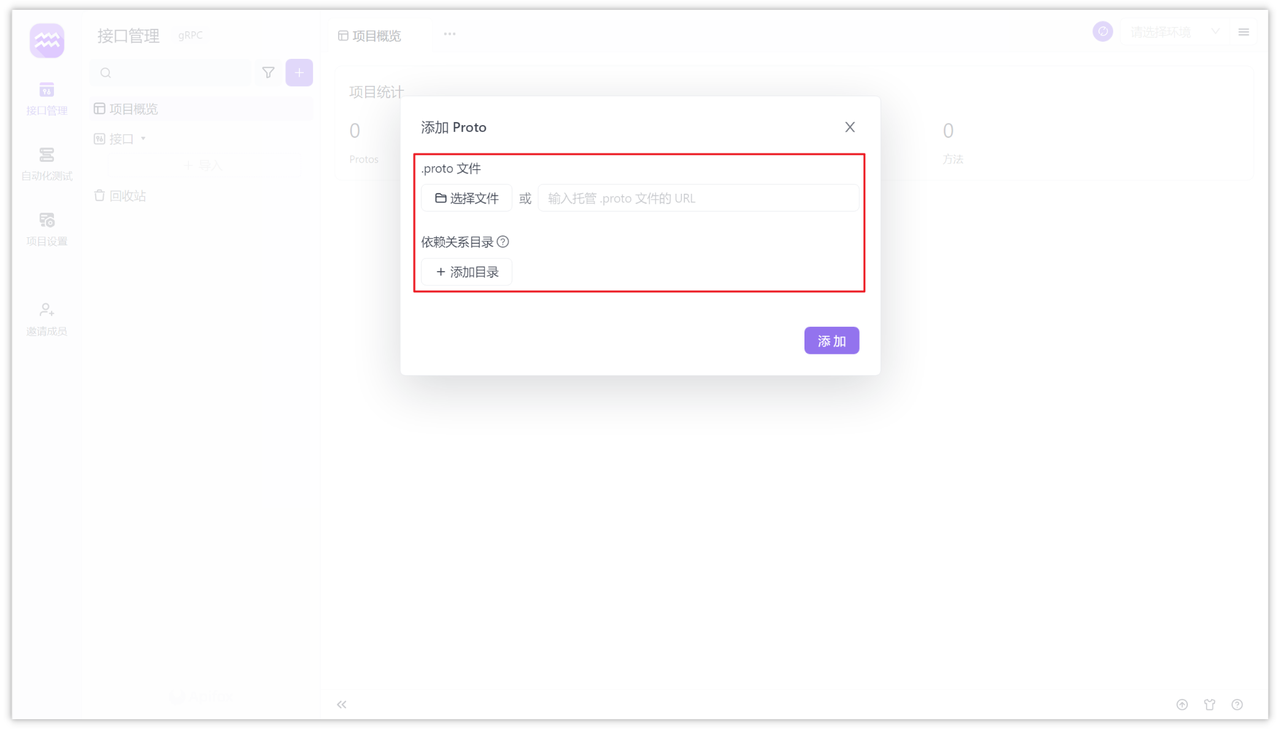 接口管理 gRPC
项目概览
请选择环境
接口管理
项目概览
接口
导入
回收站
自动化测试
项目设置
邀请成员
项目统计
0
Protos
0
方法
添加 Proto
.proto 文件
选择文件 或 输入托管 .proto 文件的 URL
依赖关系目录
添加目录
添加